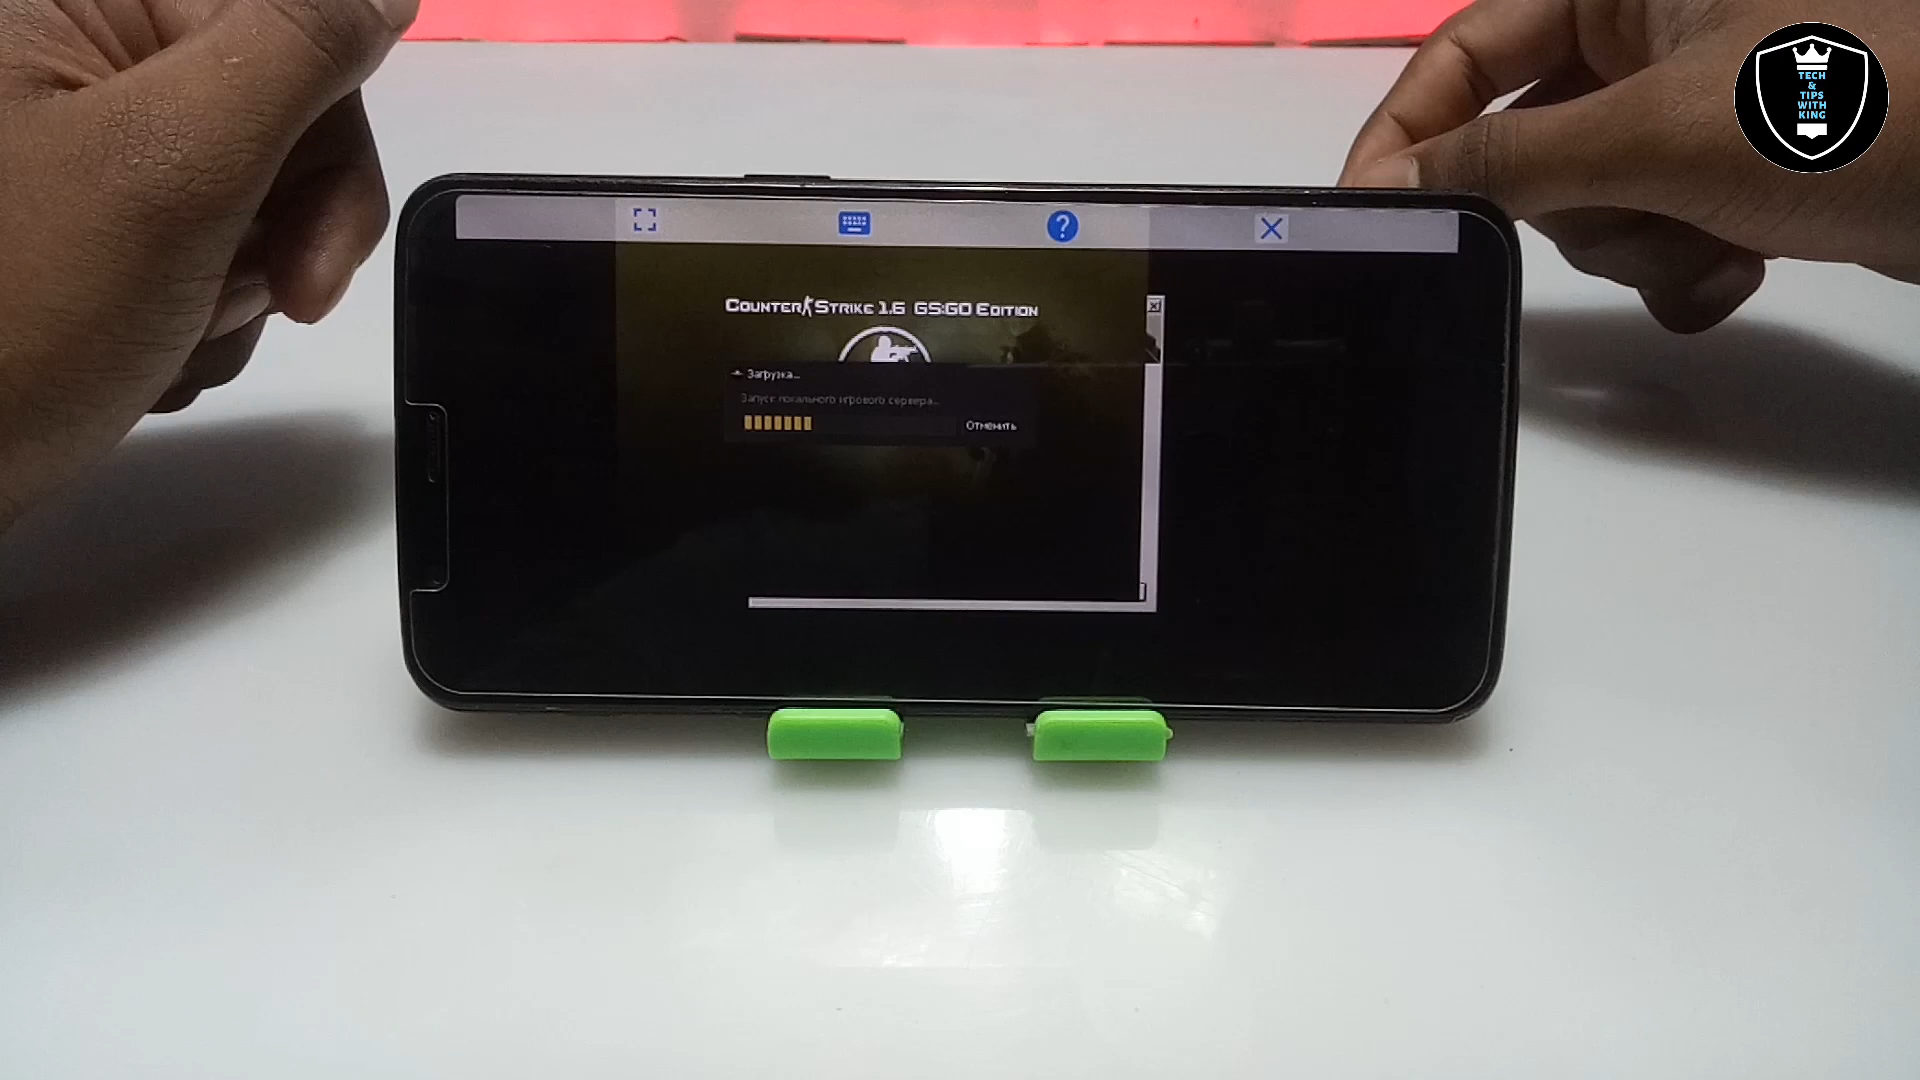 TECH
&
TIPS
WITH
KING
?
COUNTER STRIKE 1.6 GS:GO EDITION
Загрузка...
Запуск локального игрового сервера...
Отменить